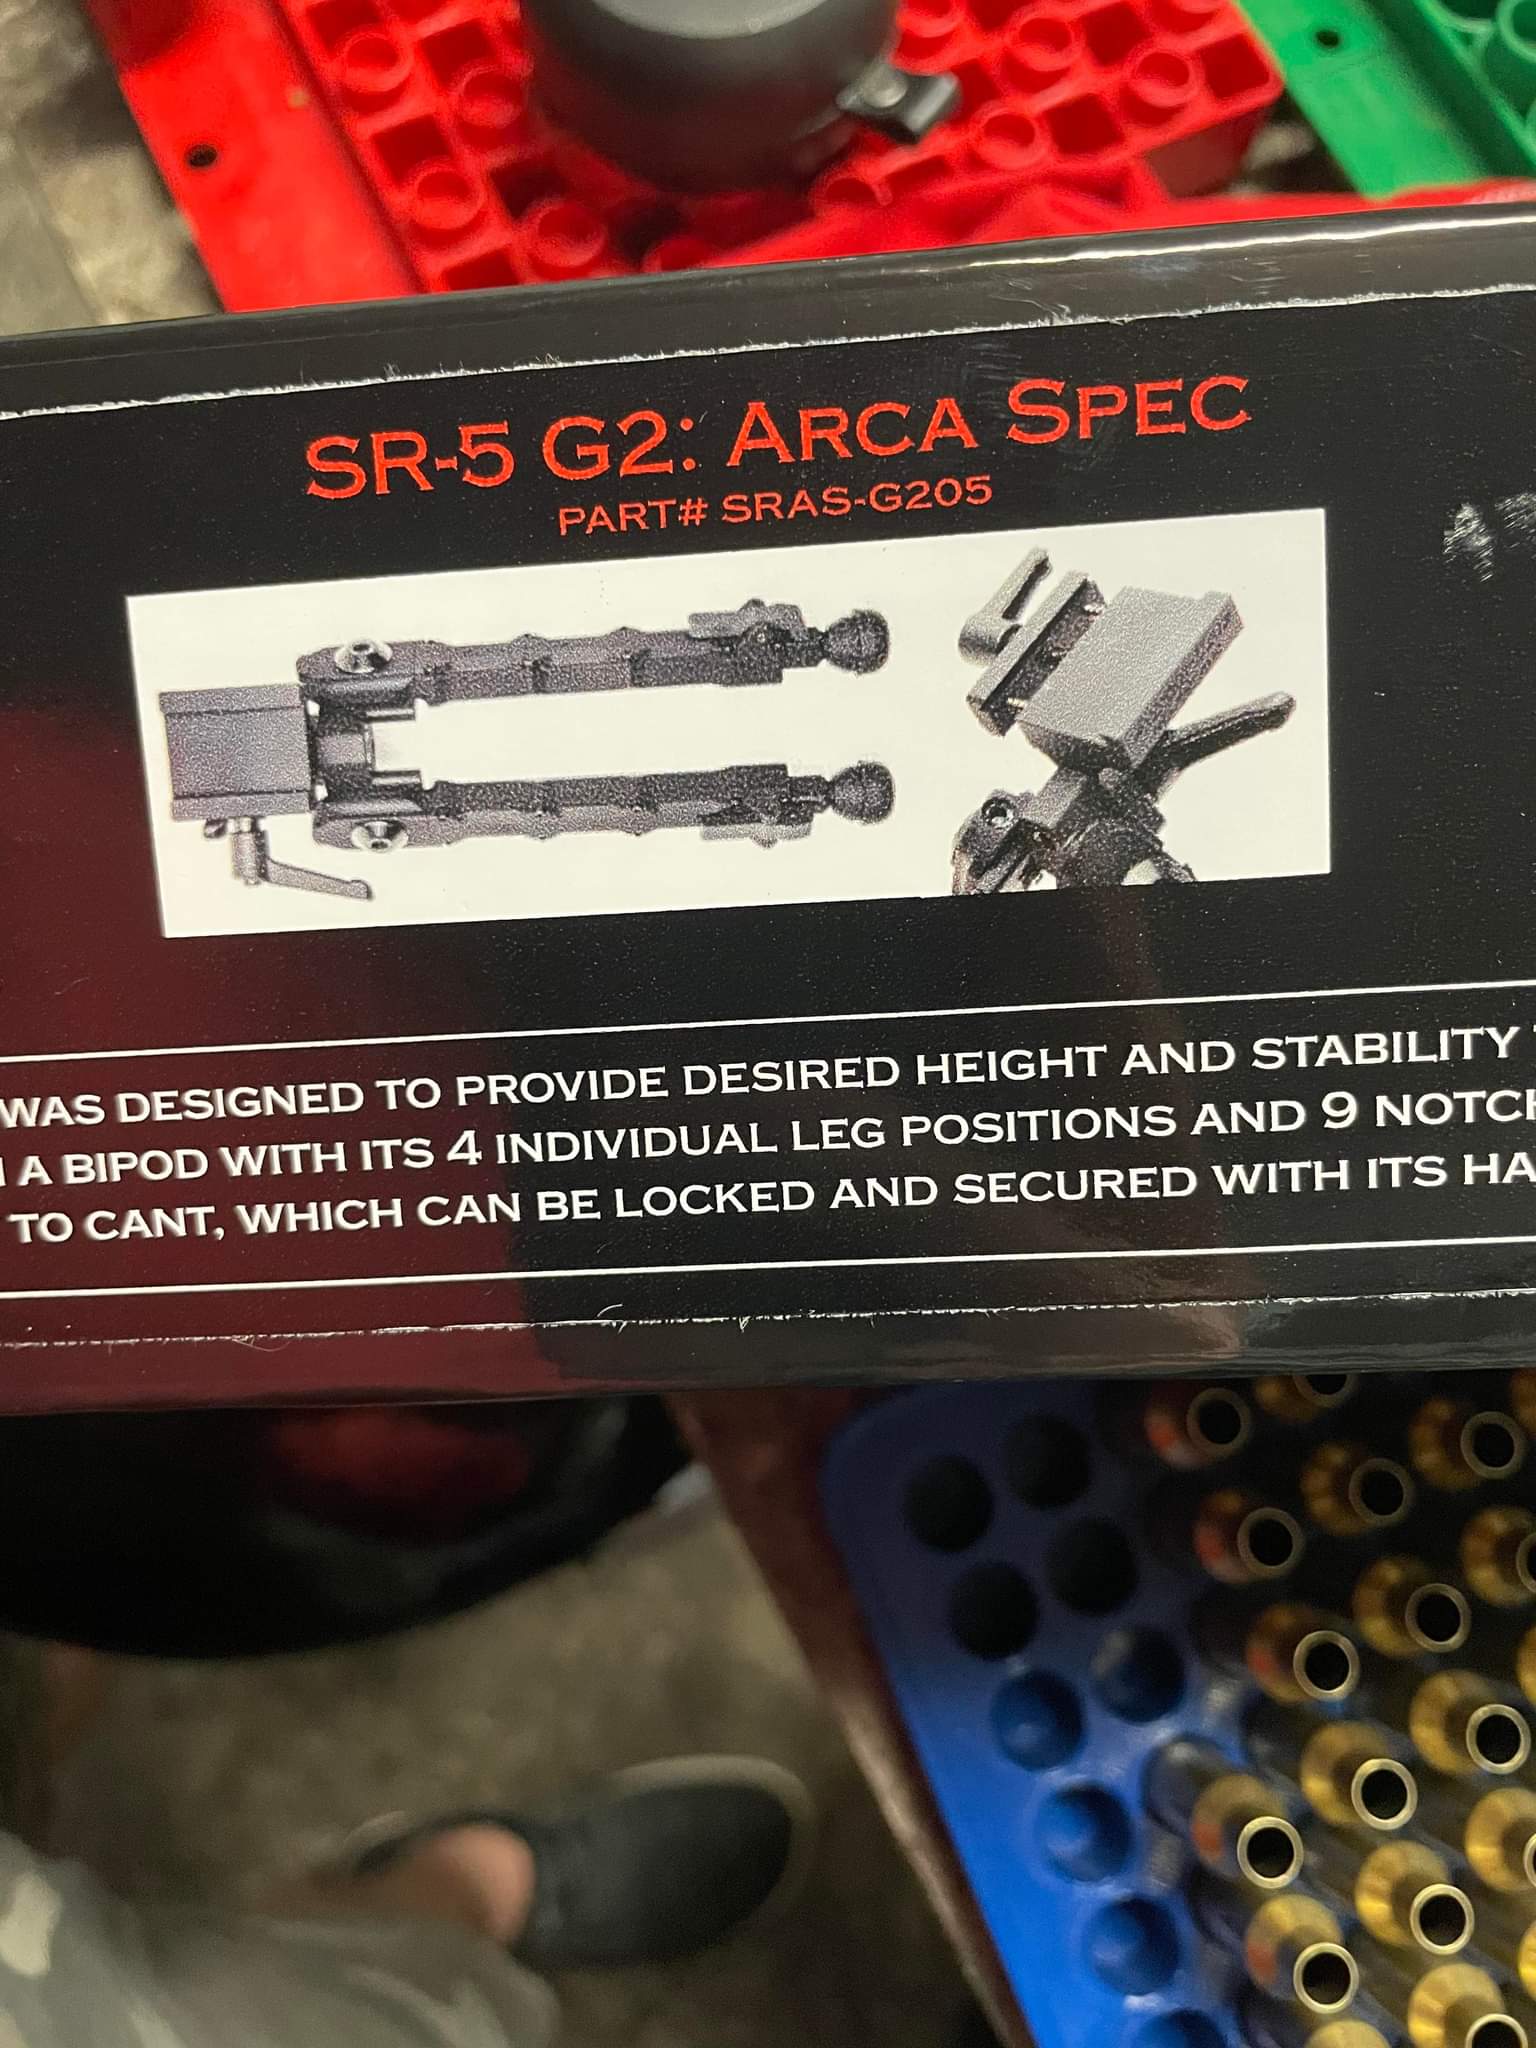 SR-5 G2: ARCA SPEC
PART# SRAS-G205
WAS DESIGNED TO PROVIDE DESIRED HEIGHT AND STABILITY
A BIPOD WITH ITS 4 INDIVIDUAL LEG POSITIONS AND 9
TO CANT, WHICH CAN BE LOCKED AND SECURED WITH ITS